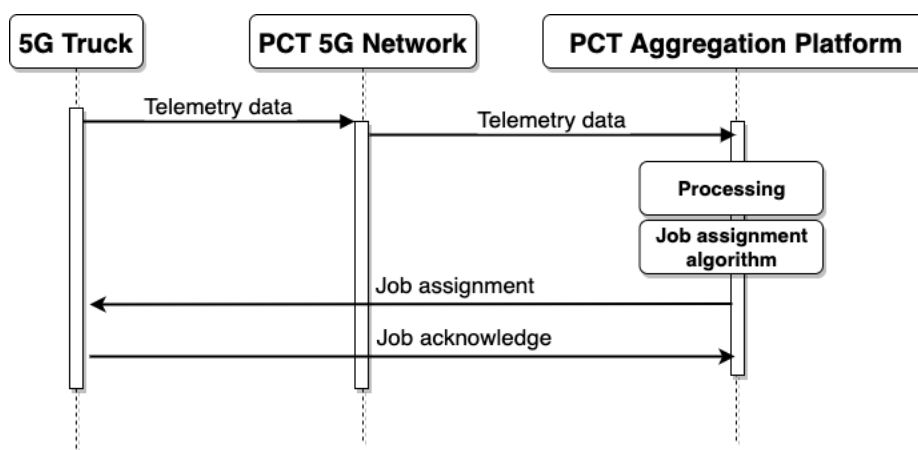 5G Truck
PCT 5G Network
PCT Aggregation Platform
Telemetry data
Telemetry data
Processing
Job assignment
algorithm
Job assignment
Job acknowledge